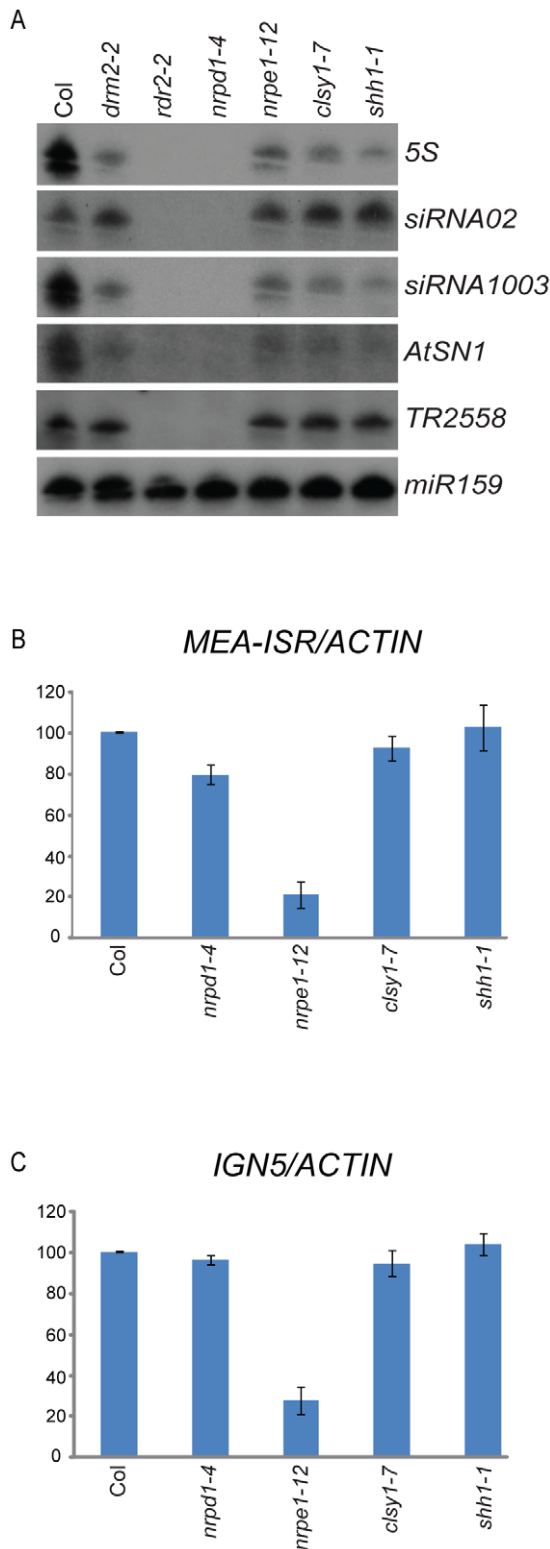 A
Col drm2-2 rdr2-2 nrpd1-4 nrpe1-12 clsy1-7 shh1-1
5S
siRNA02
siRNA1003
AtSN1
TR2558
miR159
B
MEA-ISR/ACTIN
120
100
80
60
40
20
0
Col nrpd1-4 nrpe1-12 clsy1-7 shh1-1
C
IGN5/ACTIN
120
100
80
60
40
20
0
Col nrpd1-4 nrpe1-12 clsy1-7 shh1-1